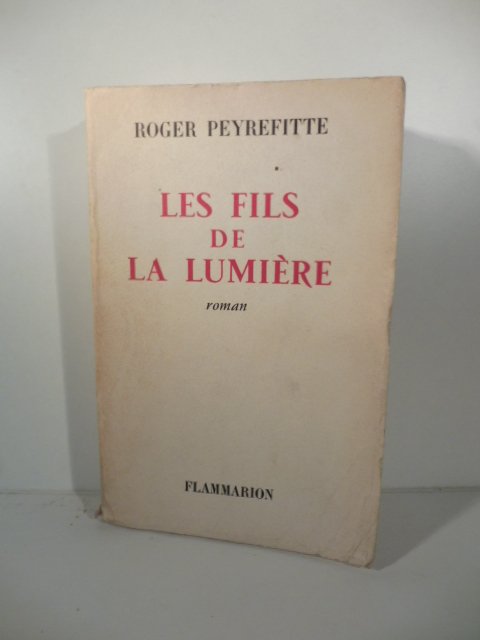 ROGER PEYREFITTE
LES FILS
DE
LA LUMIÈRE
roman
FLAMMARION